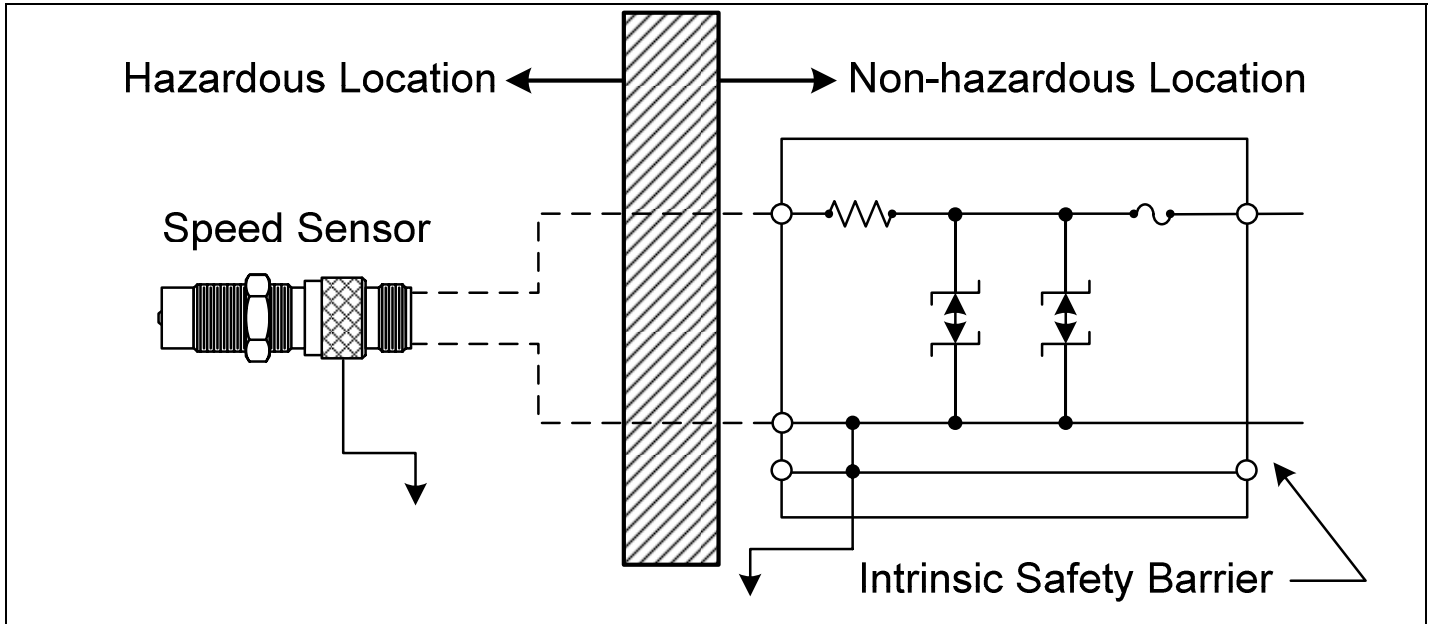 Hazardous Location
Non-hazardous Location
Speed Sensor
Intrinsic Safety Barrier